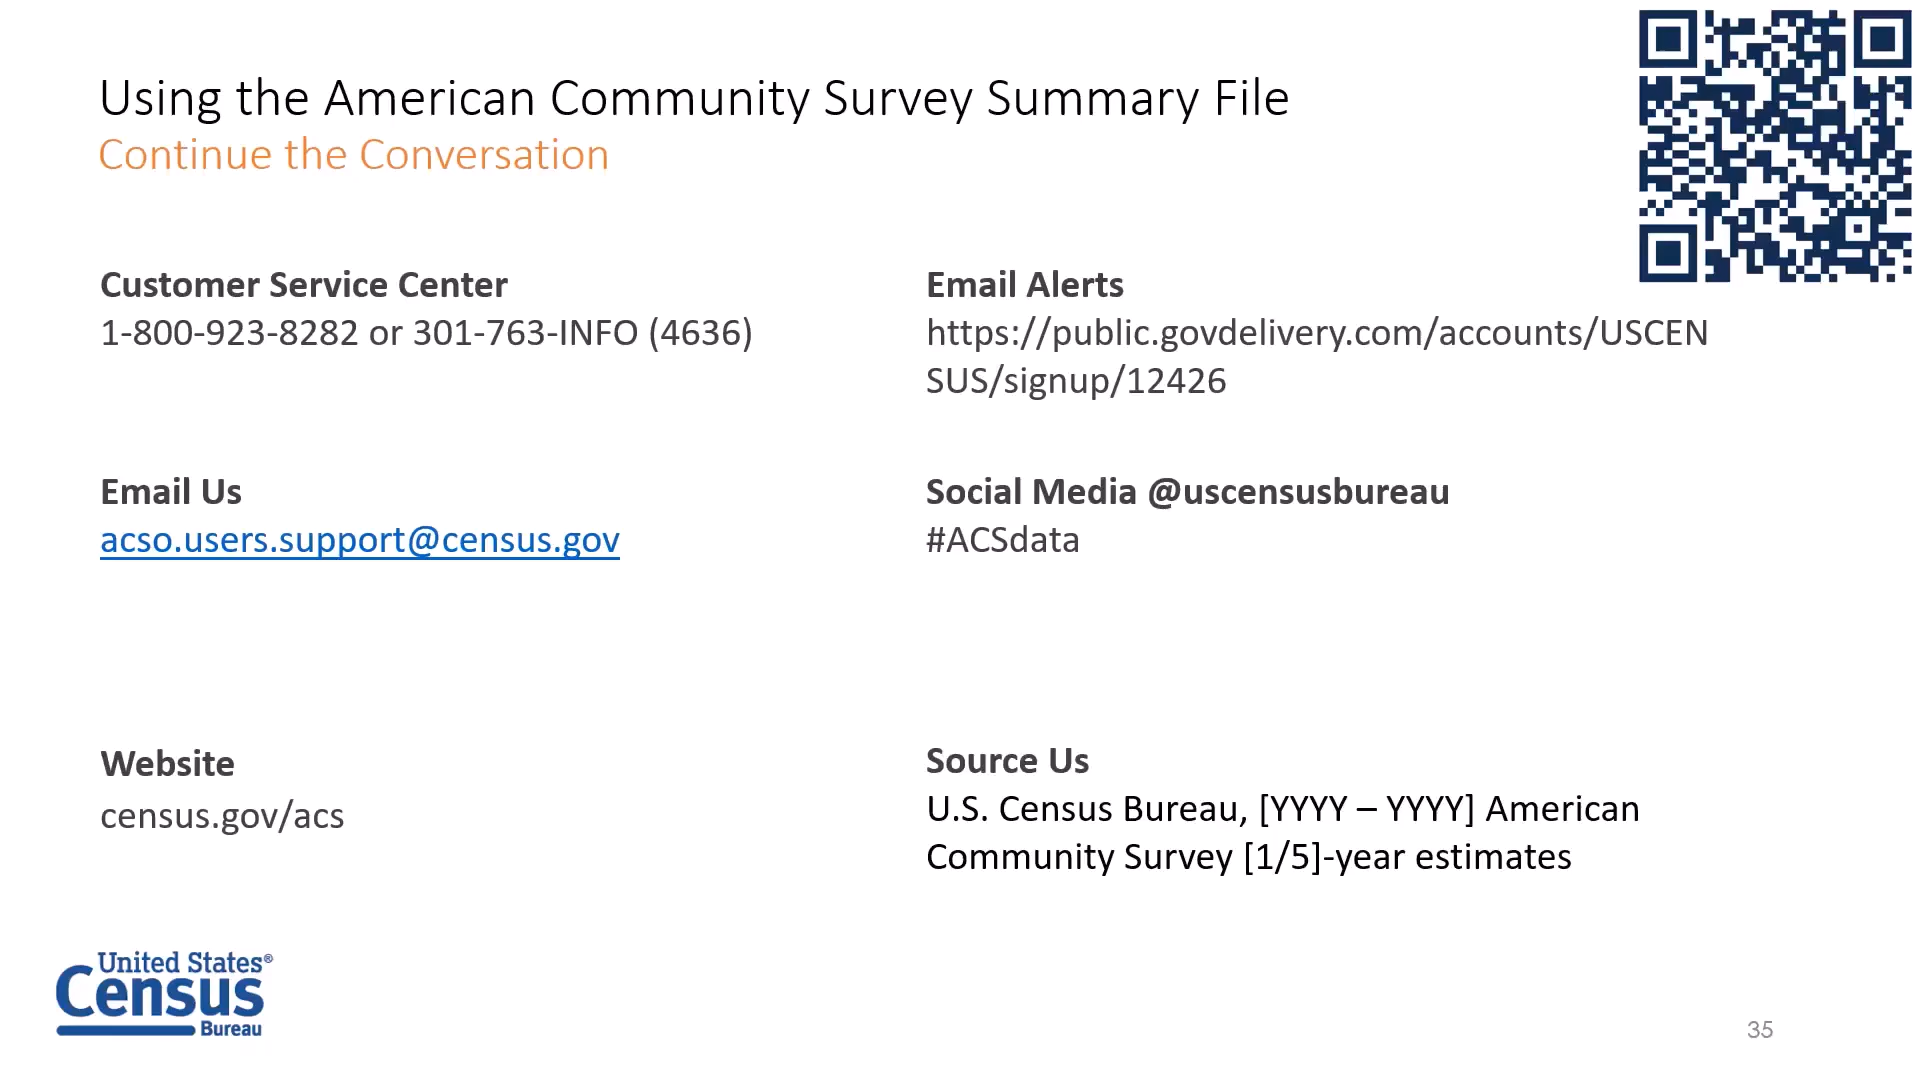 Using the American Community Survey Summary File
Continue the Conversation
Customer Service Center
1-800-923-8282 or 301-763-INFO (4636)
Email Alerts
https://public.govdelivery.com/accounts/USCEN
SUS/signup/12426
Email Us
acso.users.support@census.gov
Social Media @uscensusbureau
#ACSdata
Website
census.gov/acs
Source Us
U.S. Census Bureau, [YYYY – YYYY] American
Community Survey [1/5]-year estimates
United States®
Census
Bureau
35